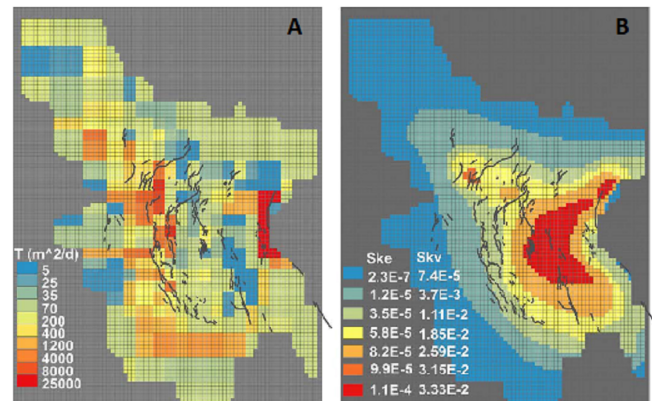 A
T (m^2/d)
5
25
35
70
200
400
1200
4000
8000
25000
B
Ske Skv
2.3E-7 7.4E-5
1.2E-5 3.7E-3
3.5E-5 1.11E-2
5.8E-5 1.85E-2
8.2E-5 2.59E-2
9.9E-5 3.15E-2
1.1E-4 3.33E-2